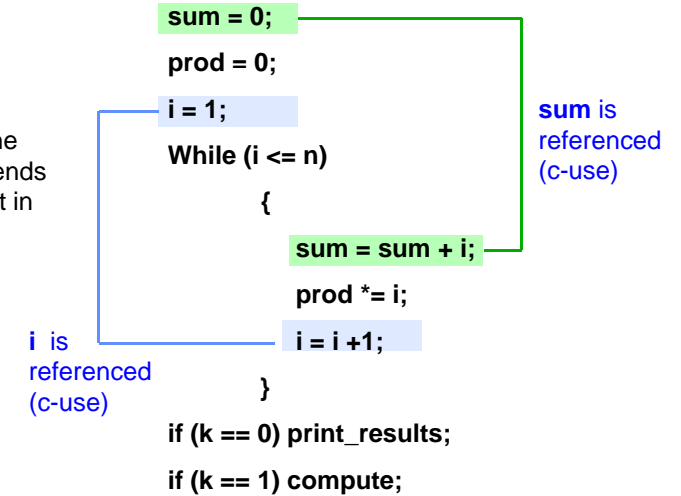 sum = 0;
prod = 0;
i = 1;
While (i <= n)
{
sum = sum + i;
prod *= i;
i = i +1;
}
if (k == 0) print_results;
if (k == 1) compute;
sum is
referenced
(c-use)
i is
referenced
(c-use)
t in